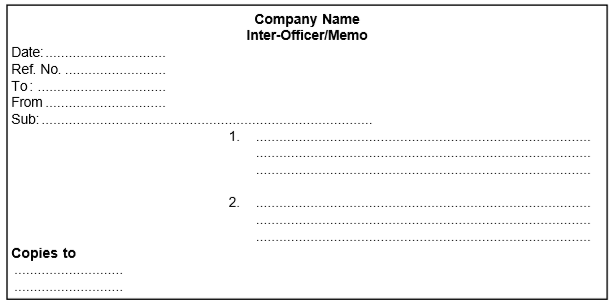 Company Name
Inter-Officer/Memo
Date: ..............................
Ref. No. .........................
To : ................................
From ..............................
Sub: ...................................................................................
1. ....................................................................................
....................................................................................
....................................................................................
2. ....................................................................................
....................................................................................
....................................................................................
Copies to
...........................
...........................